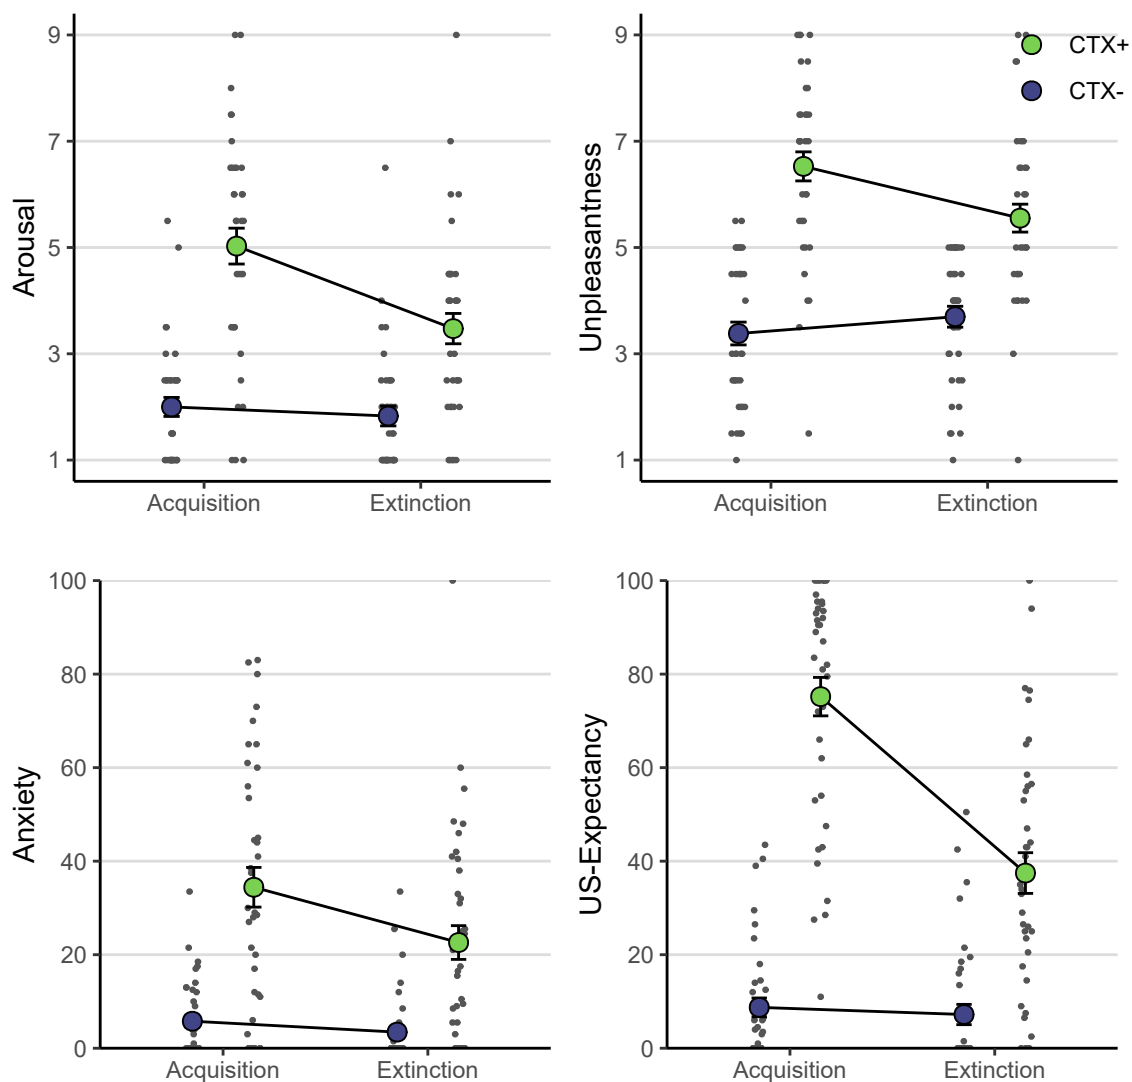 9
7
5
3
1
Arousal
Acquisition
Extinction
9
7
5
3
1
Unpleasantness
CTX+
CTX-
Acquisition
Extinction
100
80
60
40
20
0
Anxiety
Acquisition
Extinction
100
80
60
40
20
0
US-Expectancy
Acquisition
Extinction